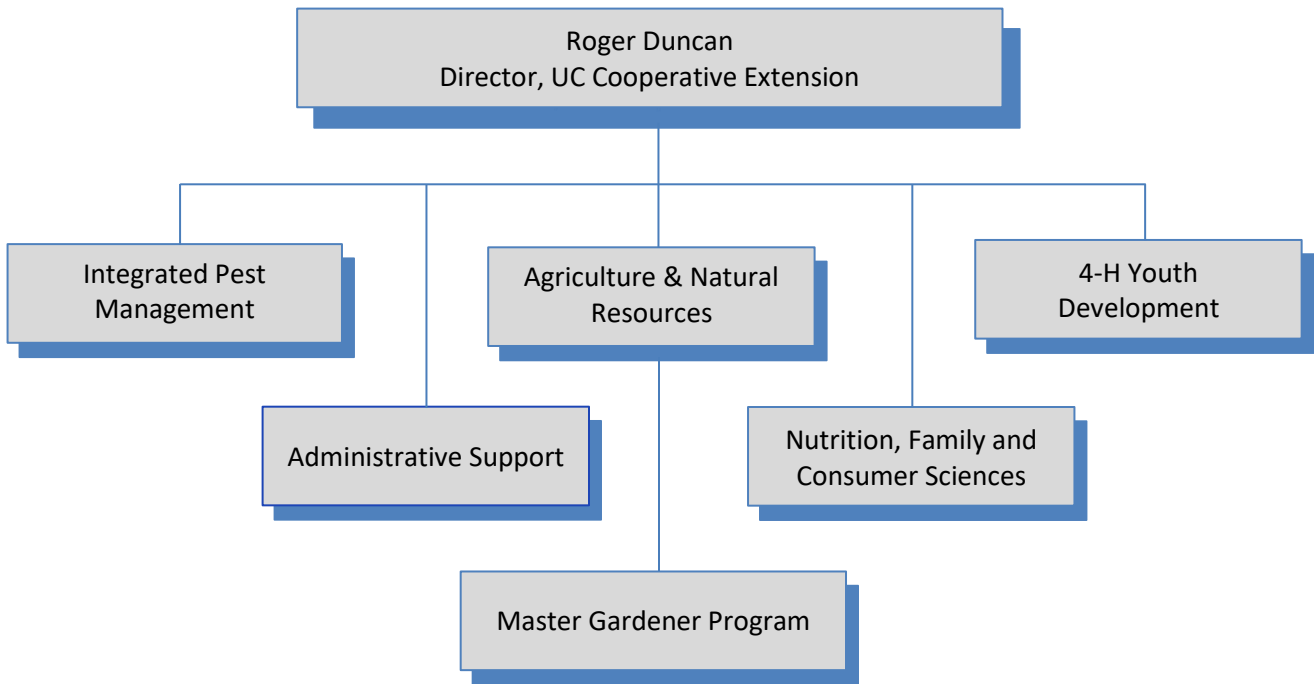 Roger Duncan
Director, UC Cooperative Extension
Integrated Pest
Management
Agriculture & Natural
Resources
4-H Youth
Development
Administrative Support
Nutrition, Family and
Consumer Sciences
Master Gardener Program